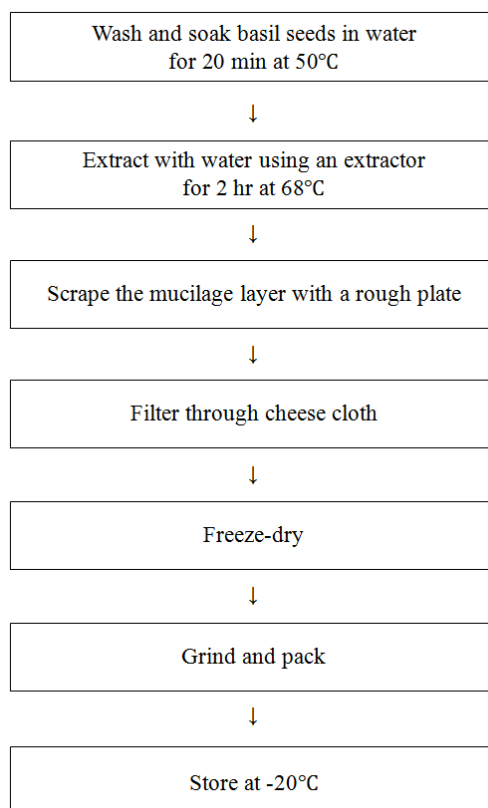 Wash and soak basil seeds in water
for 20 min at 50℃
↓
Extract with water using an extractor
for 2 hr at 68℃
↓
Scrape the mucilage layer with a rough plate
↓
Filter through cheese cloth
↓
Freeze-dry
↓
Grind and pack
↓
Store at -20℃